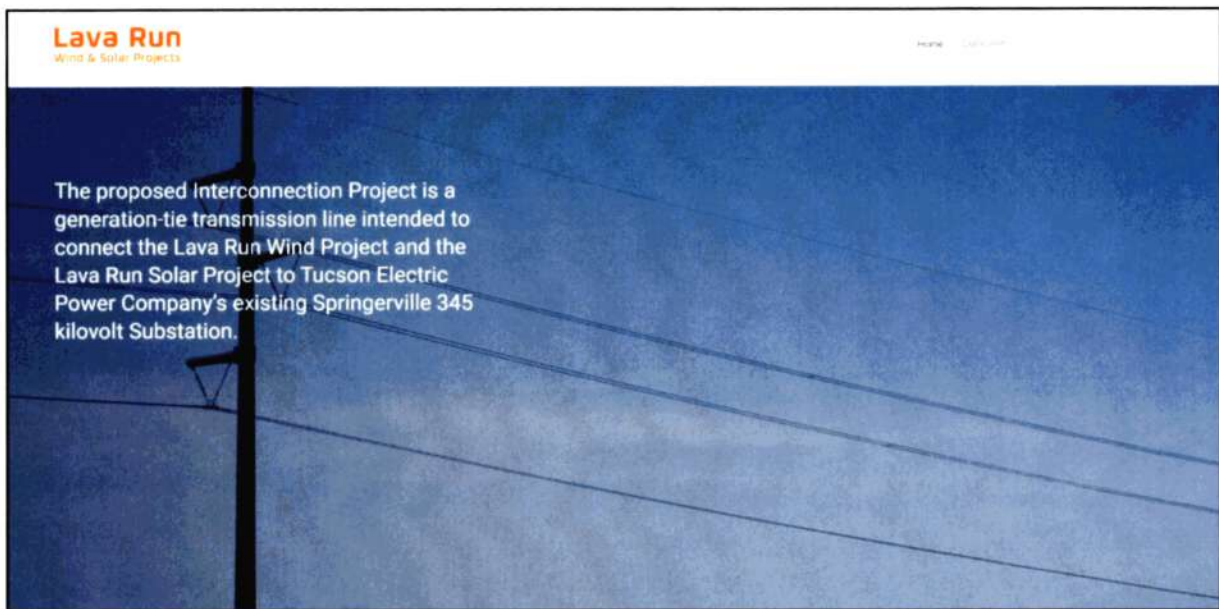 Lava Run
Wind & Solar Projects
Home
The proposed Interconnection Project is a
generation-tie transmission line intended to
connect the Lava Run Wind Project and the
Lava Run Solar Project to Tucson Electric
Power Company's existing Springerville 345
kilovolt Substation.